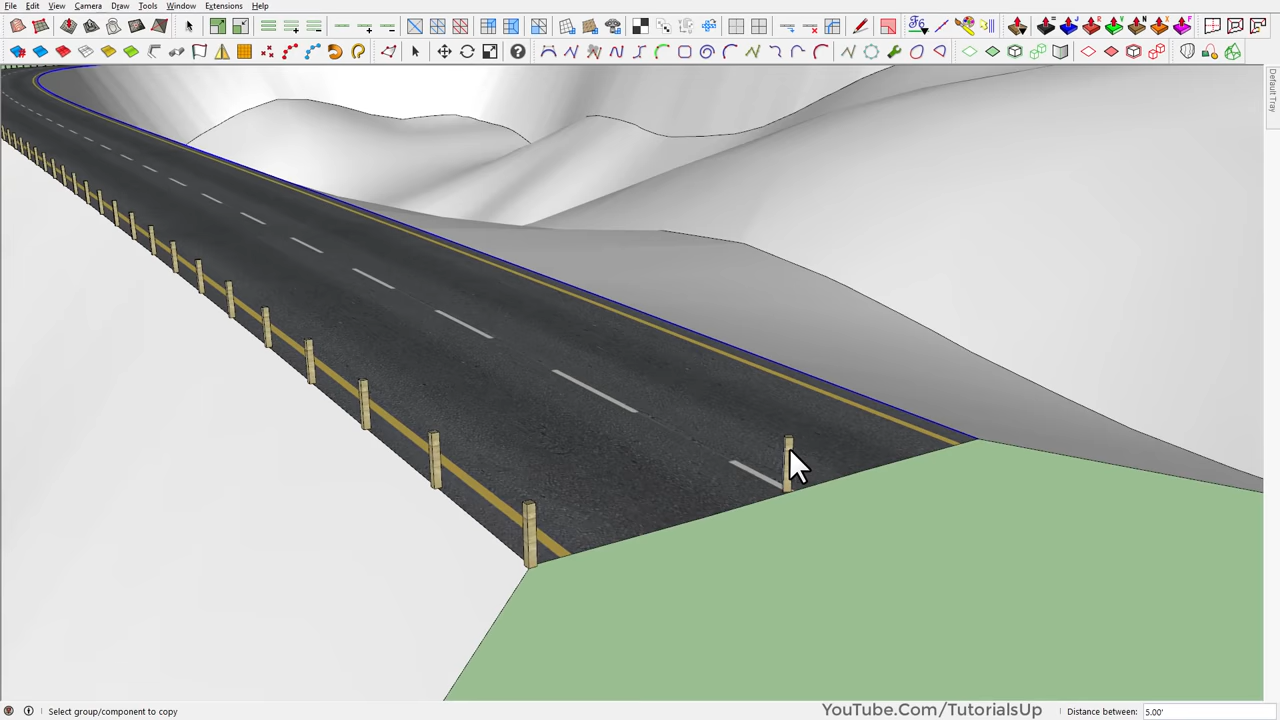 File Edit View Camera Draw Tools Window Extensions Help
Default Tray
Select group/component to copy
YouTube.Com/TutorialsUp
Distance between: 5.00'